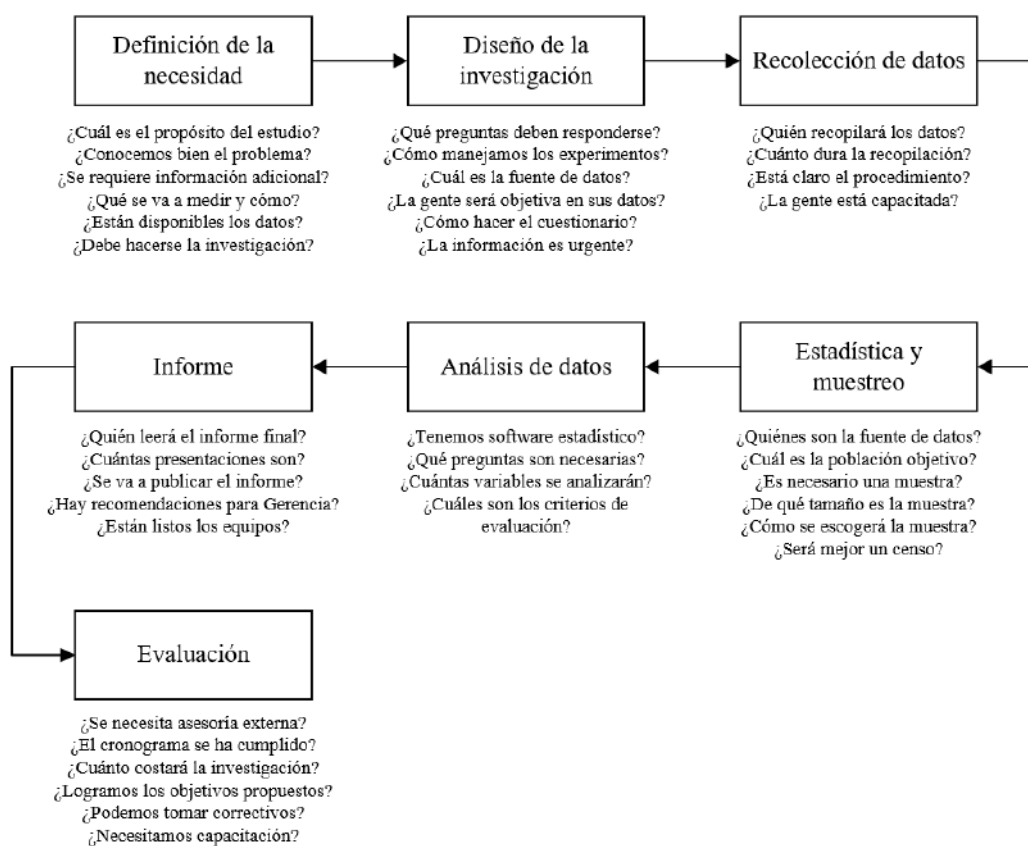 Definición de la
necesidad
¿Cuál es el propósito del estudio?
¿Conocemos bien el problema?
¿Se requiere información adicional?
¿Qué se va a medir y cómo?
¿Están disponibles los datos?
¿Debe hacerse la investigación?
Diseño de la
investigación
¿Qué preguntas deben responderse?
¿Cómo manejamos los experimentos?
¿Cuál es la fuente de datos?
¿La gente será objetiva en sus datos?
¿Cómo hacer el cuestionario?
¿La información es urgente?
Recolección de datos
¿Quién recopilará los datos?
¿Cuánto dura la recopilación?
¿Está claro el procedimiento?
¿La gente está capacitada?
Estadística y
muestreo
¿Quiénes son la fuente de datos?
¿Cuál es la población objetivo?
¿Es necesario una muestra?
¿De qué tamaño es la muestra?
¿Cómo se escogerá la muestra?
¿Será mejor un censo?
Análisis de datos
¿Tenemos software estadístico?
¿Qué preguntas son necesarias?
¿Cuántas variables se analizarán?
¿Cuáles son los criterios de
evaluación?
Informe
¿Quién leerá el informe final?
¿Cuántas presentaciones son?
¿Se va a publicar el informe?
¿Hay recomendaciones para Gerencia?
¿Están listos los equipos?
Evaluación
¿Se necesita asesoría externa?
¿El cronograma se ha cumplido?
¿Cuánto costará la investigación?
¿Logramos los objetivos propuestos?
¿Podemos tomar correctivos?
¿Necesitamos capacitación?